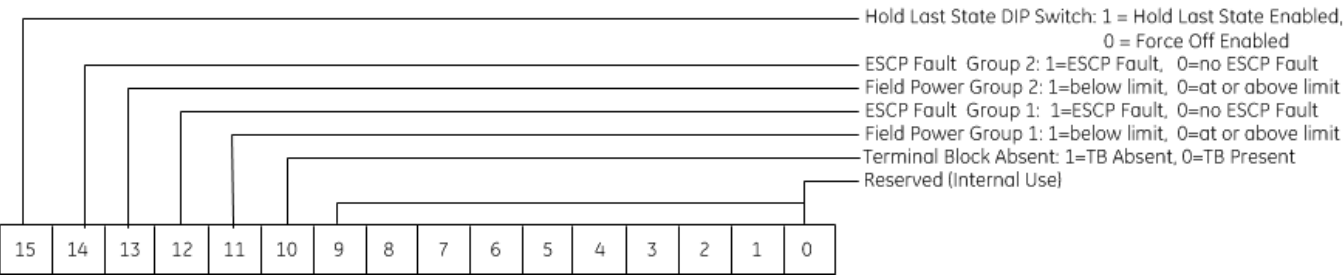 Hold Last State DIP Switch: 1 = Hold Last State Enabled,
0 = Force Off Enabled
ESCP Fault Group 2: 1=ESCP Fault, 0=no ESCP Fault
Field Power Group 2: 1=below limit, 0=at or above limit
ESCP Fault Group 1: 1=ESCP Fault, 0=no ESCP Fault
Field Power Group 1: 1=below limit, 0=at or above limit
Terminal Block Absent: 1=TB Absent, 0=TB Present
Reserved (Internal Use)
15 14 13 12 11 10 9 8 7 6 5 4 3 2 1 0